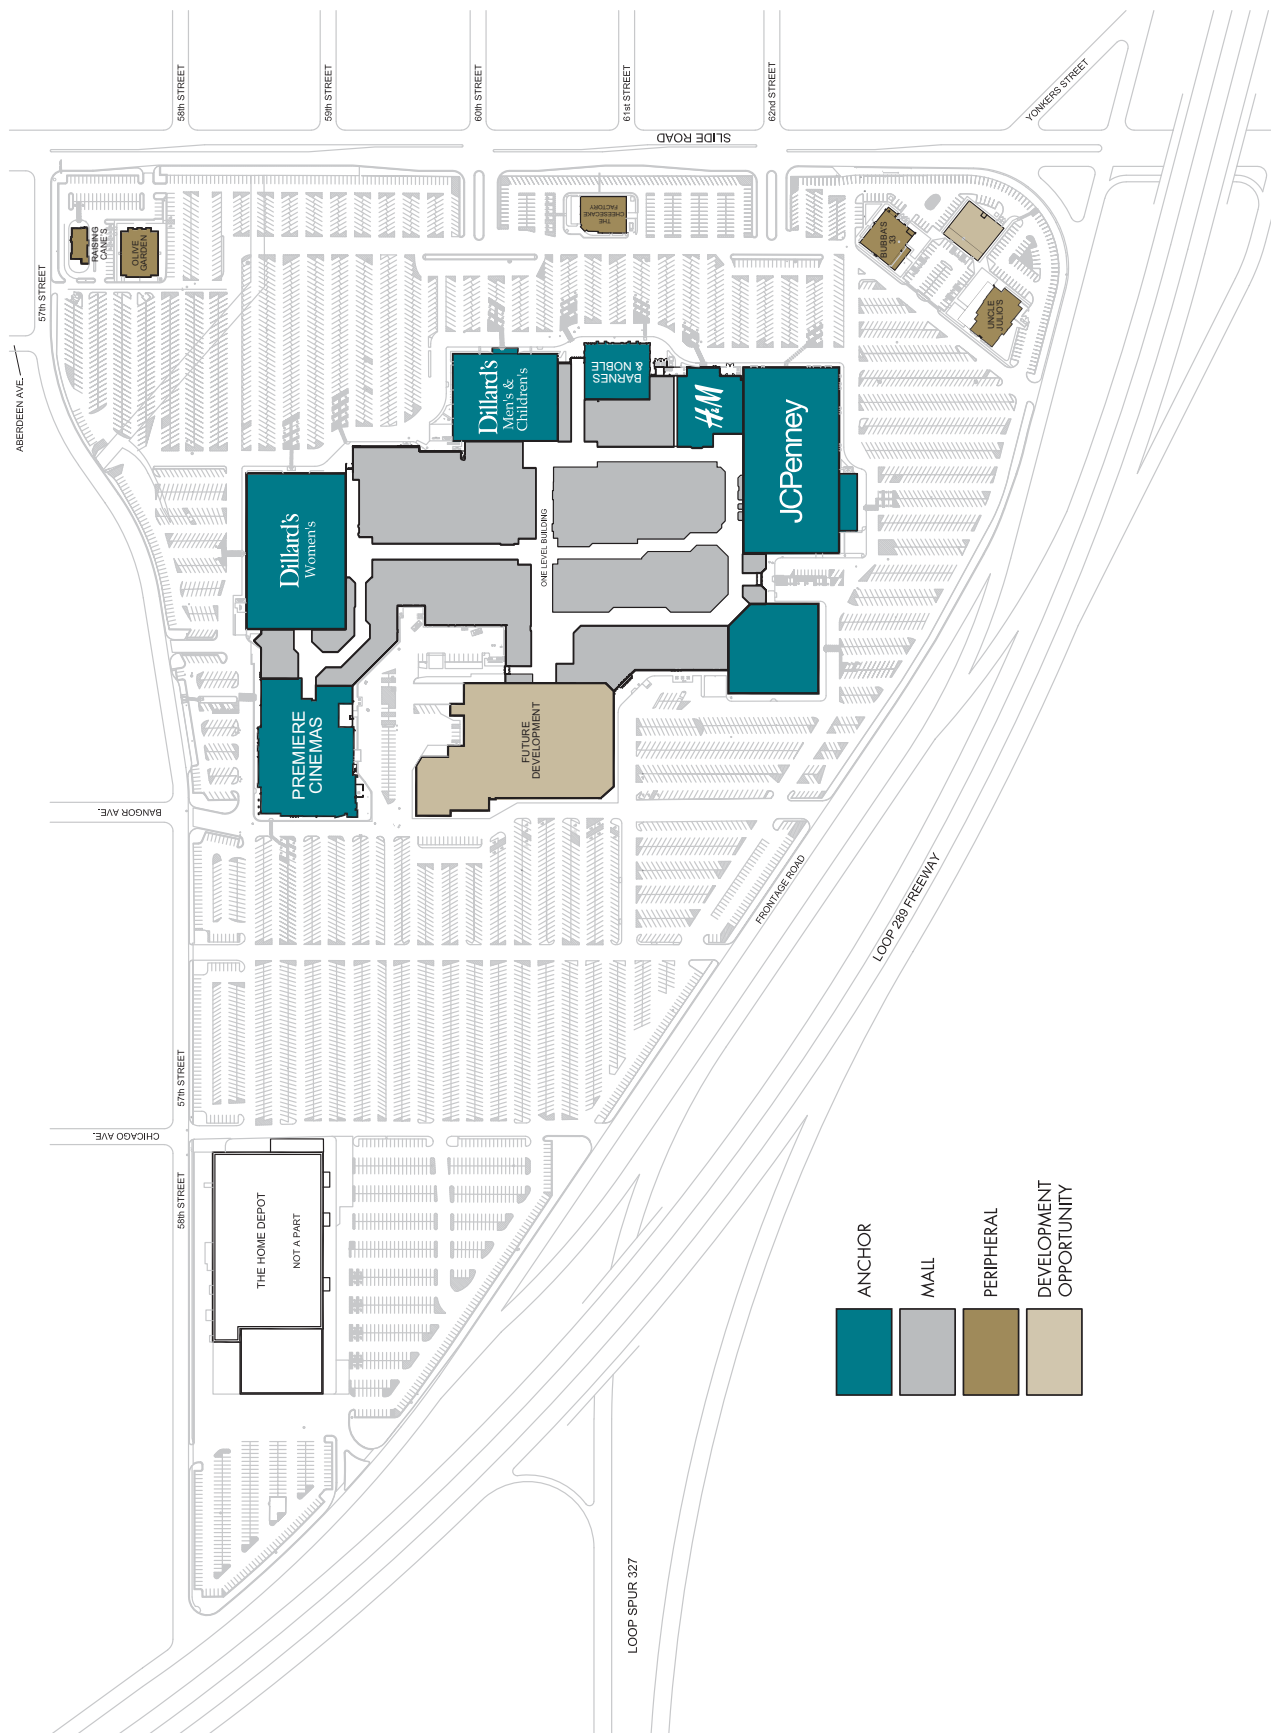 58th STREET
59th STREET
60th STREET
61st STREET
62nd STREET
YONKERS STREET
SLIDE ROAD
57th STREET
ABERDEEN AVE.
RAISING
CANE'S
OLIVE
GARDEN
THE
CHEESECAKE
FACTORY
BUBBA'S
33
UNCLE
JULIO'S
Dillard's
Men's &
Children's
BARNES
& NOBLE
H&M
JCPenney
Dillard's
Women's
ONE LEVEL BUILDING
PREMIERE
CINEMAS
FUTURE
DEVELOPMENT
BANGOR AVE.
FRONTAGE ROAD
LOOP 289 FREEWAY
57th STREET
CHICAGO AVE.
58th STREET
THE HOME DEPOT
NOT A PART
LOOP SPUR 327
ANCHOR
MALL
PERIPHERAL
DEVELOPMENT
OPPORTUNITY